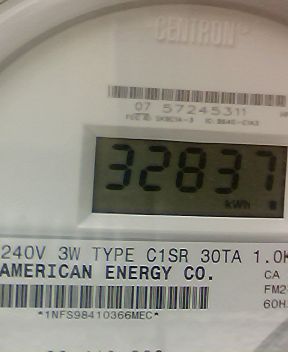 CENTRON
07 57245311
32837
kWh
240V 3W TYPE C1SR 30TA 1.0K
AMERICAN ENERGY CO.
CA
FM2
60H
*1NFS98410366MEC*